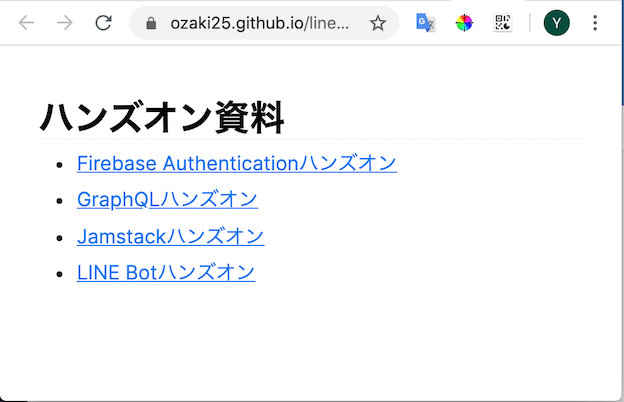 ozaki25.github.io/line...
Y
ハンズオン資料
Firebase Authenticationハンズオン
GraphQLハンズオン
Jamstackハンズオン
LINE Botハンズオン